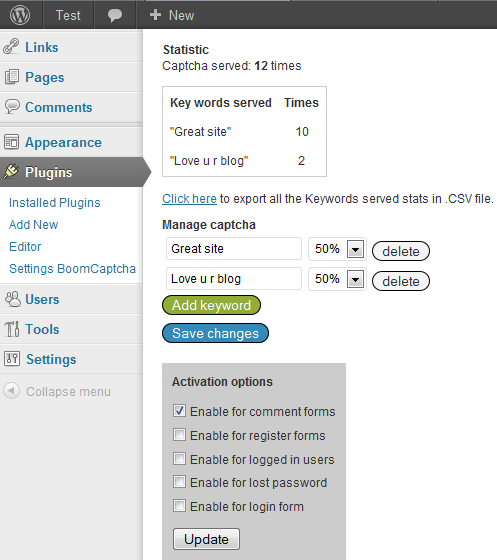 Test
New
Links
Pages
Comments
Appearance
Plugins
Installed Plugins
Add New
Editor
Settings BoomCaptcha
Users
Tools
Settings
Collapse menu
Statistic
Captcha served: 12 times
Key words served Times
"Great site" 10
"Love u r blog" 2
Click here to export all the Keywords served stats in .CSV file.
Manage captcha
Great site 50% delete
Love u r blog 50% delete
Add keyword
Save changes
Activation options
Enable for comment forms
Enable for register forms
Enable for logged in users
Enable for lost password
Enable for login form
Update